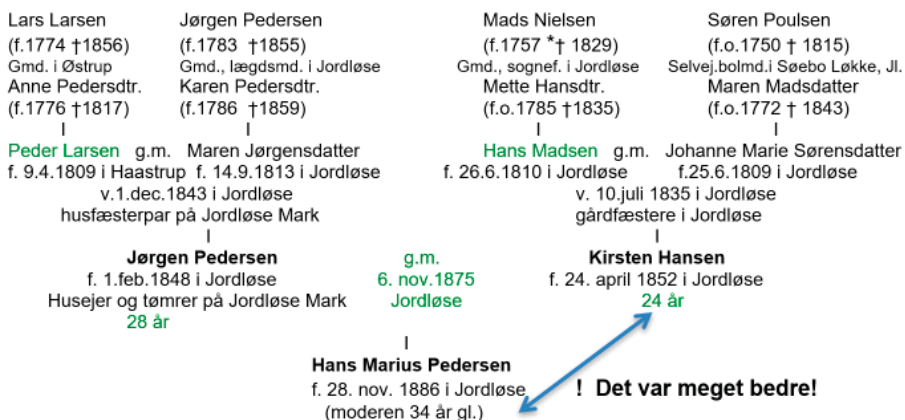 Lars Larsen Jørgen Pedersen Mads Nielsen Søren Poulsen
(f.1774 †1856) (f.1783 †1855) (f.1757 *† 1829) (f.o.1750 † 1815)
Gmd. i Østrup Gmd., lægdsmd. i Jordløse Gmd., sognef. i Jordløse Selvej.bolmd.i Søebo Løkke, Jl.
Anne Pedersdtr. Karen Pedersdtr. Mette Hansdtr. Maren Madsdatter
(f.1776 †1817) (f.1786 †1859) (f.o.1785 †1835) (f.o.1772 † 1843)
Peder Larsen g.m. Maren Jørgensdatter Hans Madsen g.m. Johanne Marie Sørensdatter
f. 9.4.1809 i Haastrup f. 14.9.1813 i Jordløse f. 26.6.1810 i Jordløse f.25.6.1809 i Jordløse
v.1.dec.1843 i Jordløse v. 10.juli 1835 i Jordløse
husfæsterpar på Jordløse Mark gårdfæstere i Jordløse
Jørgen Pedersen g.m. Kirsten Hansen
f. 1.feb.1848 i Jordløse 6. nov.1875 f. 24. april 1852 i Jordløse
Husejer og tømrer på Jordløse Mark Jordløse 24 år
28 år
Hans Marius Pedersen
f. 28. nov. 1886 i Jordløse ! Det var meget bedre!
(moderen 34 år gl.)